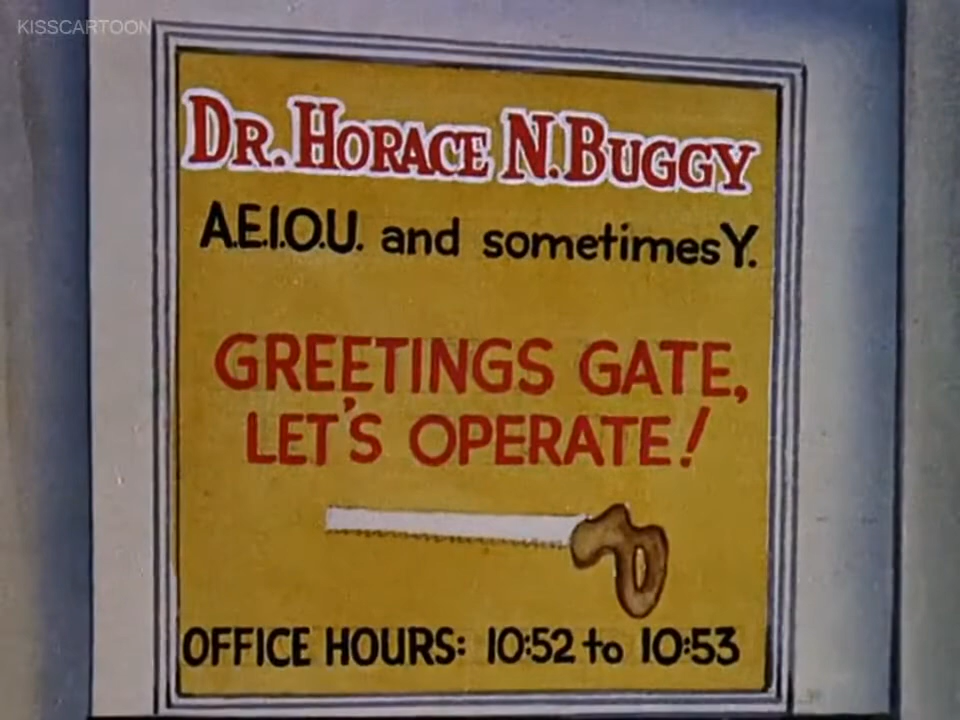 KISSCARTOON
DR. HORACE N. BUGGY
A.E.I.O.U. and sometimes Y.
GREETINGS GATE,
LET'S OPERATE!
OFFICE HOURS: 10:52 to 10:53